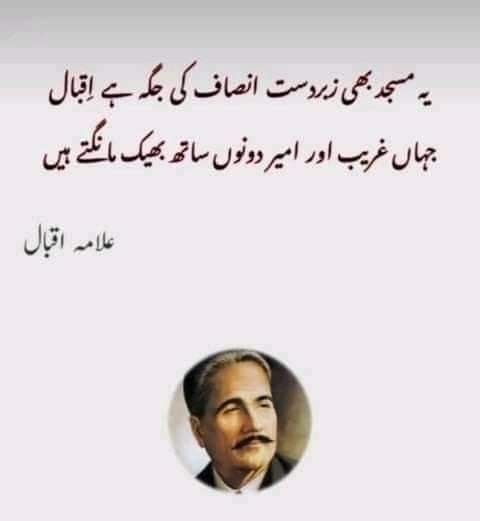 یہ مسجد بھی زبردست انصاف کی جگہ ہے اِقبال
جہاں غریب اور امیر دونوں ساتھ بھیک مانگتے ہیں
علامہ اقبال